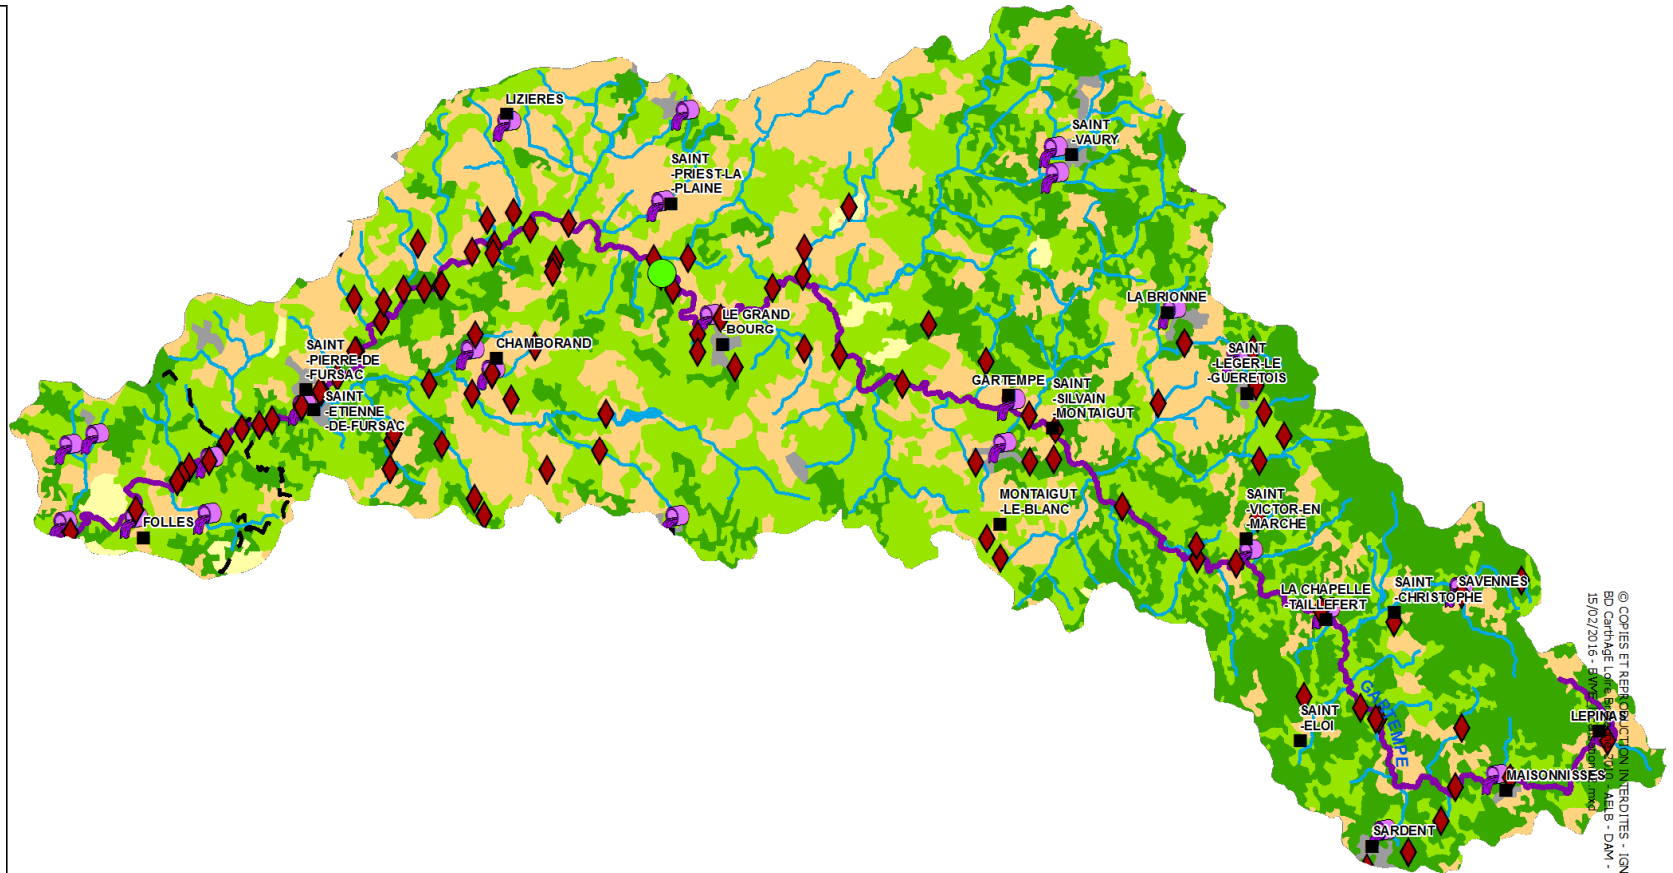 LIZIERES
SAINT
-PRIEST-LA
-PLAINE
SAINT
-VAURY
LA BRIONNE
LE GRAND
-BOURG
SAINT
-PIERRE-DE
-FURSAC
CHAMBORAND
SAINT
-LEGER-LE
-GUERETOIS
GARTEMPE
SAINT
-SILVAIN
-MONTAIGUT
SAINT
-ETIENNE
-DE-FURSAC
MONTAIGUT
-LE-BLANC
SAINT
-VICTOR-EN
-MARCHE
FOLLES
LA CHAPELLE
-TAILLEFERT
SAINT
-CHRISTOPHE
SAVENNES
GARTEMPE
SAINT
-ELOI
LEPINAS
MAISONNISSES
SARDENT
© COPIES ET REPRODUCTION INTERDITES - IGN
BD CarthAgE Loire 2010 - AELB - DAM -
15/02/2016 -